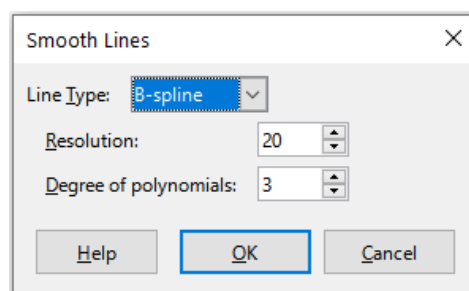 Smooth Lines
Line Type: B-spline
Resolution: 20
Degree of polynomials: 3
Help OK Cancel